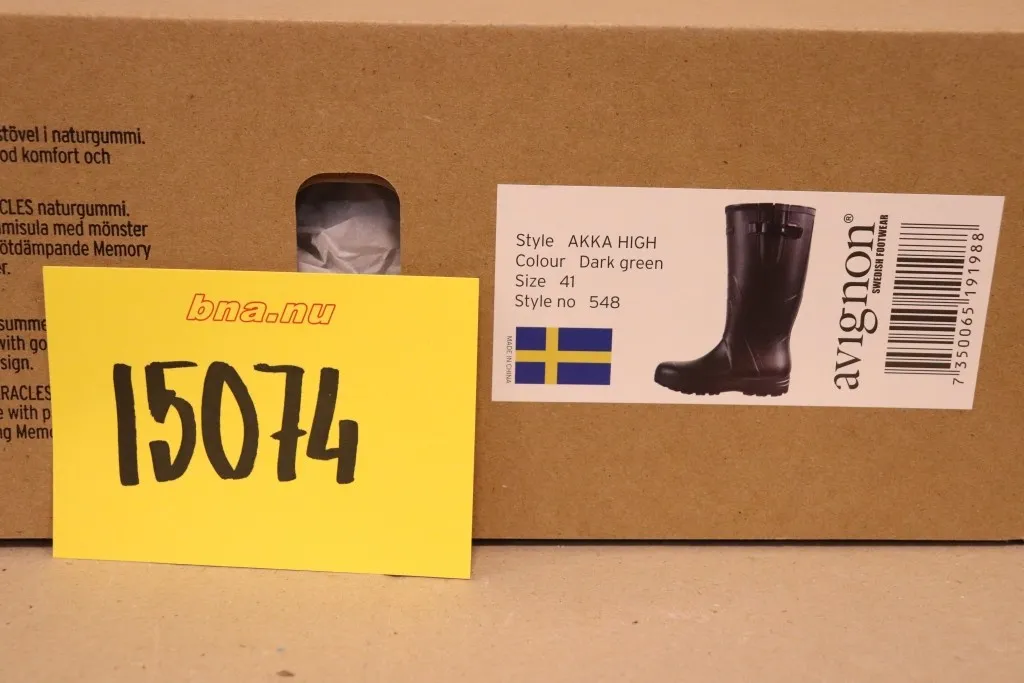 stövel i naturgummi.
od komfort och
CLES naturgummi.
misula med mönster
ötdämpande Memory
er.
summe
with go
sign.
RACLES
e with p
ng Memo
bna.nu
15074
Style AKKA HIGH
Colour Dark green
Size 41
Style no 548
MADE IN CHINA
avignon®
SWEDISH FOOTWEAR
7 350065 191988